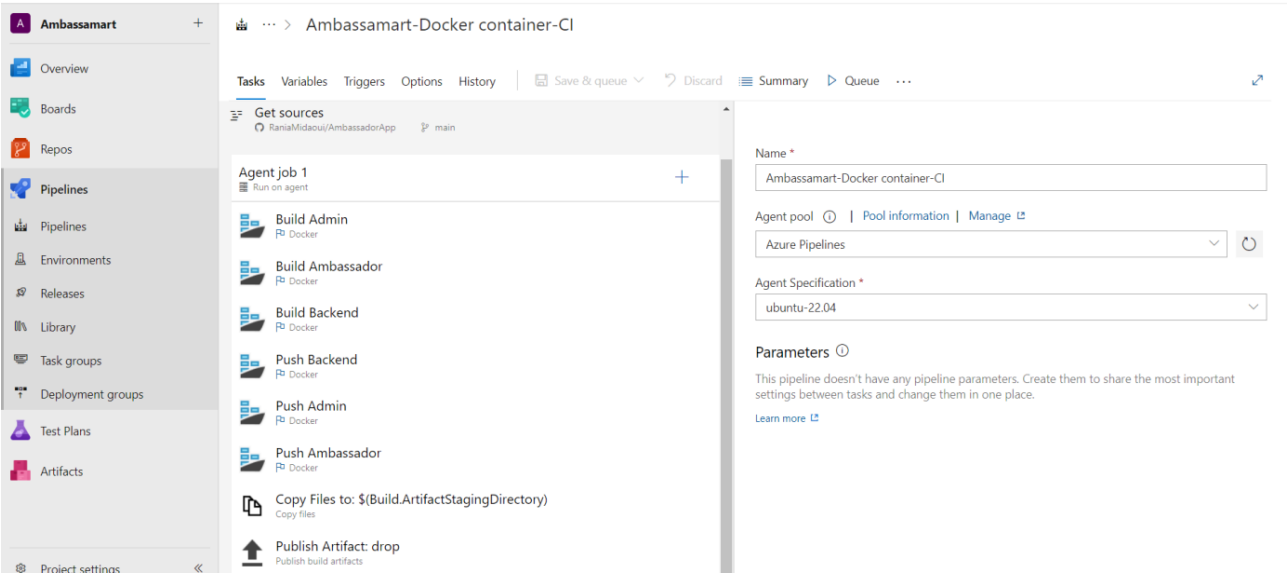 A Ambassamart +
Overview
Boards
Repos
Pipelines
Pipelines
Environments
Releases
Library
Task groups
Deployment groups
Test Plans
Artifacts
Project settings «
··· > Ambassamart-Docker container-CI
Tasks Variables Triggers Options History Save & queue Discard Summary Queue ···
Get sources
RaniaMidaoui/AmbassadorApp main
Agent job 1
Run on agent
Build Admin
Docker
Build Ambassador
Docker
Build Backend
Docker
Push Backend
Docker
Push Admin
Docker
Push Ambassador
Docker
Copy Files to: $(Build.ArtifactStagingDirectory)
Copy files
Publish Artifact: drop
Publish build artifacts
Name *
Ambassamart-Docker container-CI
Agent pool | Pool information | Manage
Azure Pipelines
Agent Specification *
ubuntu-22.04
Parameters
This pipeline doesn't have any pipeline parameters. Create them to share the most important
settings between tasks and change them in one place.
Learn more